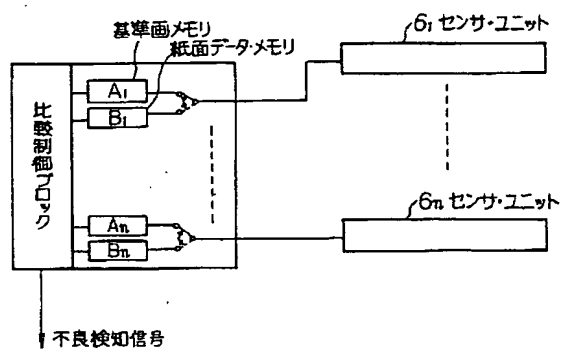 基準画メモリ
紙面データ・メモリ
6₁ センサ・ユニット
A₁
B₁
比較制御ブロック
6n センサ・ユニット
An
Bn
不良検知信号